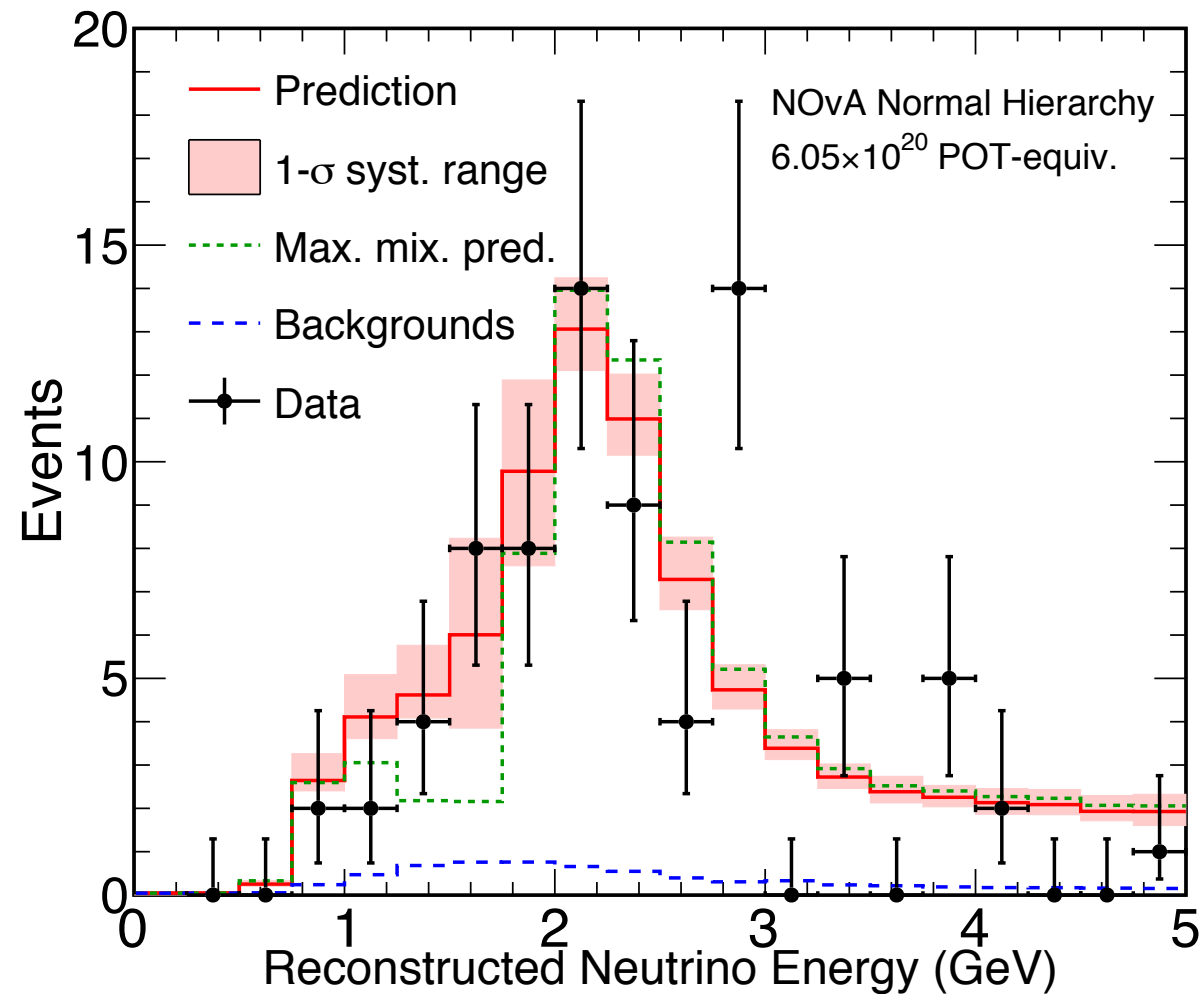 20
15
10
5
0
Events
Prediction
1-σ syst. range
Max. mix. pred.
Backgrounds
Data
NOvA Normal Hierarchy
6.05×10²⁰ POT-equiv.
0 1 2 3 4 5
Reconstructed Neutrino Energy (GeV)